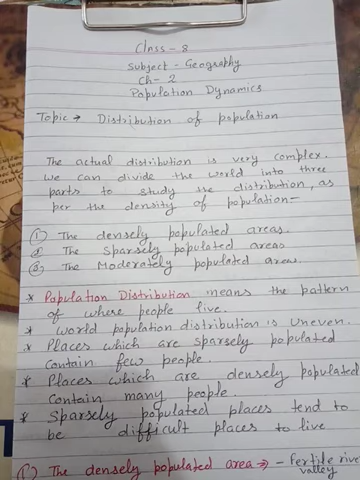 Class - 8
Subject - Geography
Ch - 2
Population Dynamics
Topic → Distribution of population
The actual distribution is very complex.
We can divide the world into three
parts to study the distribution, as
per the density of population -
① The densely populated areas.
② The Sparsely populated areas
③ The Moderately populated areas.
* Population Distribution means the pattern
of where people live.
* World population distribution is Uneven.
* Places which are sparsely populated
contain few people.
* Places which are densely populated
contain many people.
* Sparsely populated places tend to
be difficult places to live
The densely populated area ⇒ - fertile river
valley